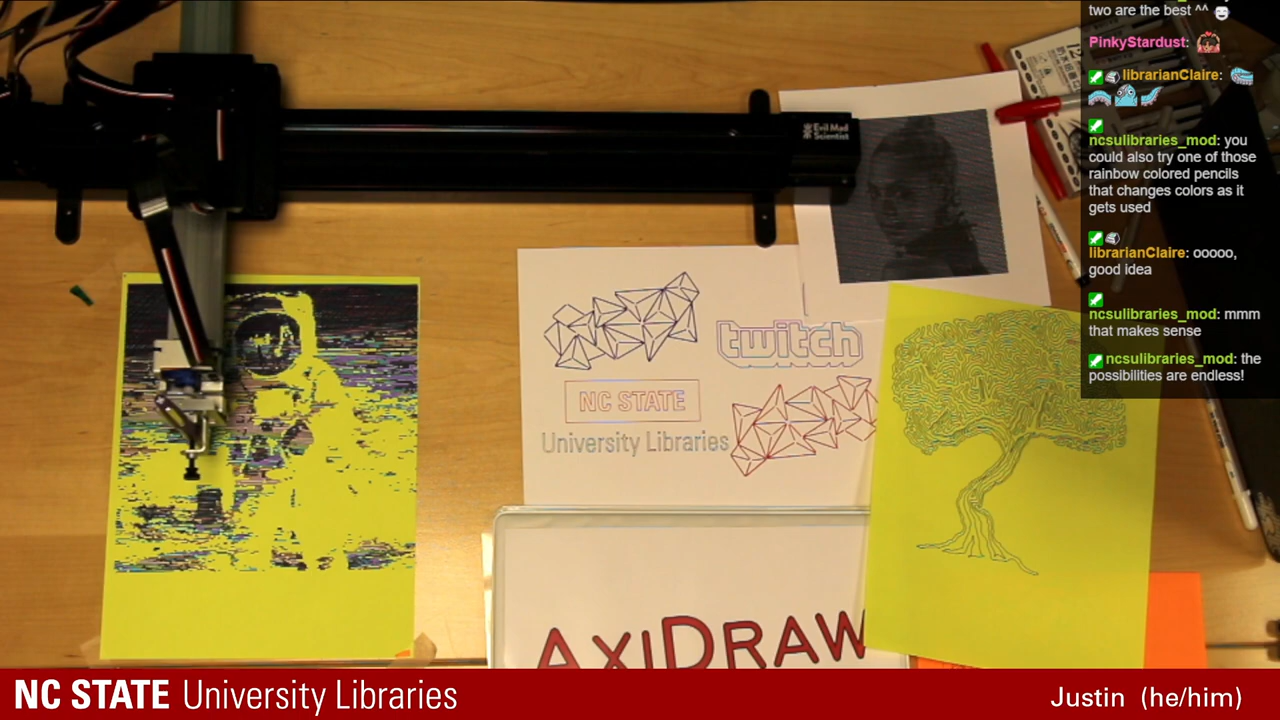 two are the best ^^
PinkyStardust:
librarianClaire:
ncsulibraries_mod: you
could also try one of those
rainbow colored pencils
that changes colors as it
gets used
librarianClaire: ooooo,
good idea
ncsulibraries_mod: mmm
that makes sense
ncsulibraries_mod: the
possibilities are endless!
Evil Mad
Scientist
twitch
NC STATE
University Libraries
AXIDRAW
NC STATE University Libraries
Justin (he/him)